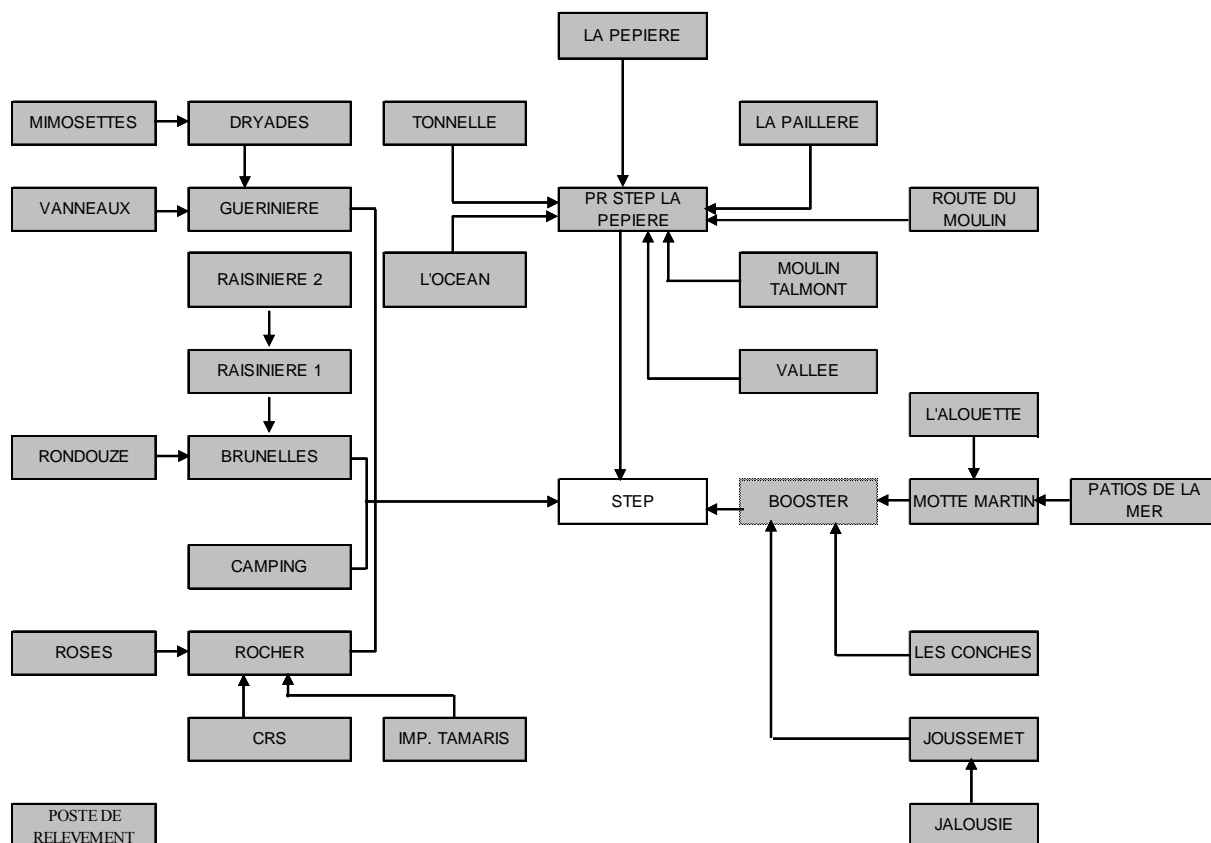 LA PEPIERE
MIMOSETTES
DRYADES
TONNELLE
LA PAILLERE
VANNEAUX
GUERINIERE
PR STEP LA
PEPIERE
ROUTE DU
MOULIN
RAISINIERE 2
L'OCEAN
MOULIN
TALMONT
RAISINIERE 1
VALLEE
L'ALOUETTE
RONDOUZE
BRUNELLES
STEP
BOOSTER
MOTTE MARTIN
PATIOS DE LA
MER
CAMPING
ROSES
ROCHER
LES CONCHES
CRS
IMP. TAMARIS
JOUSSEMET
POSTE DE
RELEVEMENT
JALOUSIE